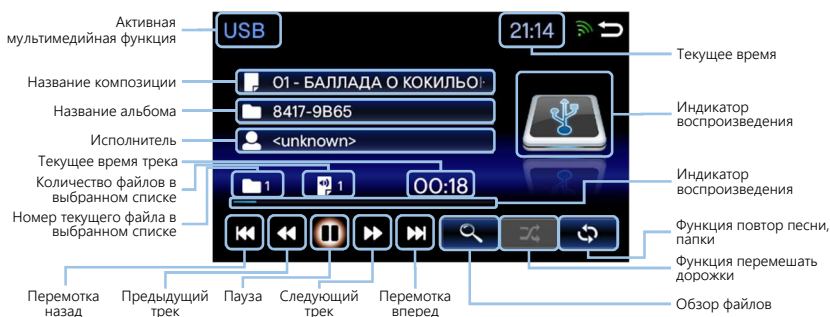 Активная
мультимедийная функция
Название композиции
Название альбома
Исполнитель
Текущее время трека
Количество файлов в
выбранном списке
Номер текущего файла в
выбранном списке
USB
21:14
01 - БАЛЛАДА О КОКИЛЬО
8417-9B65
<unknown>
1
1
00:18
Текущее время
Индикатор
воспроизведения
Индикатор
воспроизведения
Функция повтор песни,
папки
Функция перемешать
дорожки
Обзор файлов
Перемотка
назад
Предыдущий
трек
Пауза
Следующий
трек
Перемотка
вперед